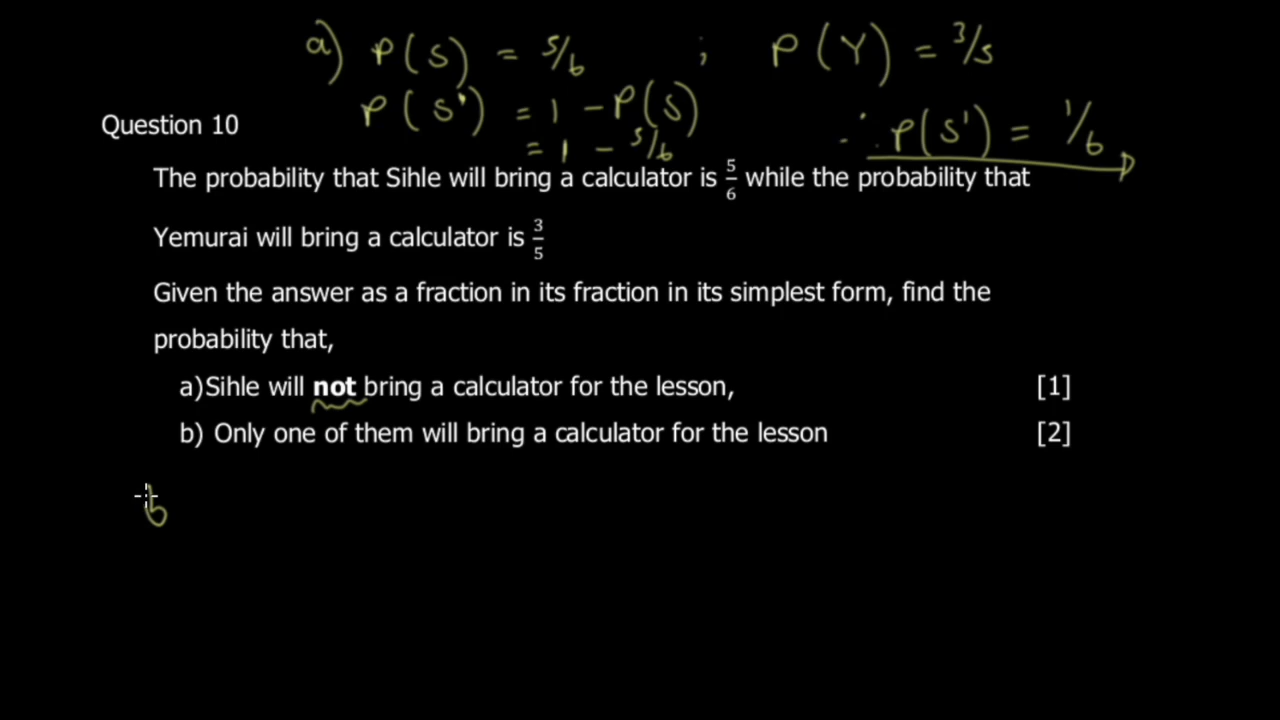 a) P(S) = 5/6 ; P(Y) = 3/5
P(S') = 1 - P(S)
= 1 - 5/6
∴ P(S') = 1/6
Question 10
The probability that Sihle will bring a calculator is 5/6 while the probability that
Yemurai will bring a calculator is 3/5
Given the answer as a fraction in its fraction in its simplest form, find the
probability that,
a)Sihle will not bring a calculator for the lesson, [1]
b) Only one of them will bring a calculator for the lesson [2]
b